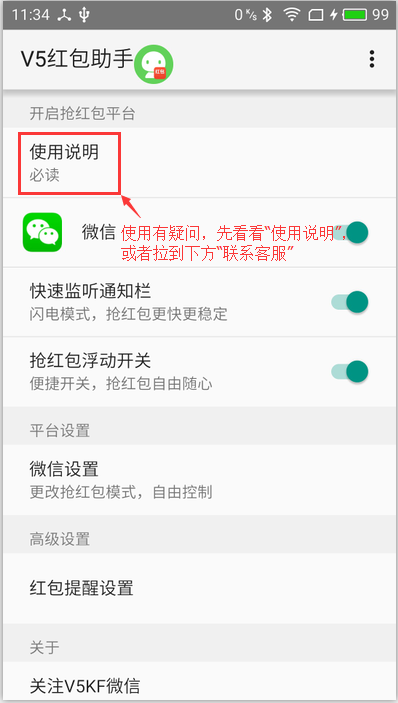 11:34 0 K/s 99
V5红包助手
红包
开启抢红包平台
使用说明
必读
微信
使用有疑问，先看看“使用说明”，
或者拉到下方“联系客服”
快速监听通知栏
闪电模式，抢红包更快更稳定
抢红包浮动开关
便捷开关，抢红包自由随心
平台设置
微信设置
更改抢红包模式，自由控制
高级设置
红包提醒设置
关于
关注V5KF微信